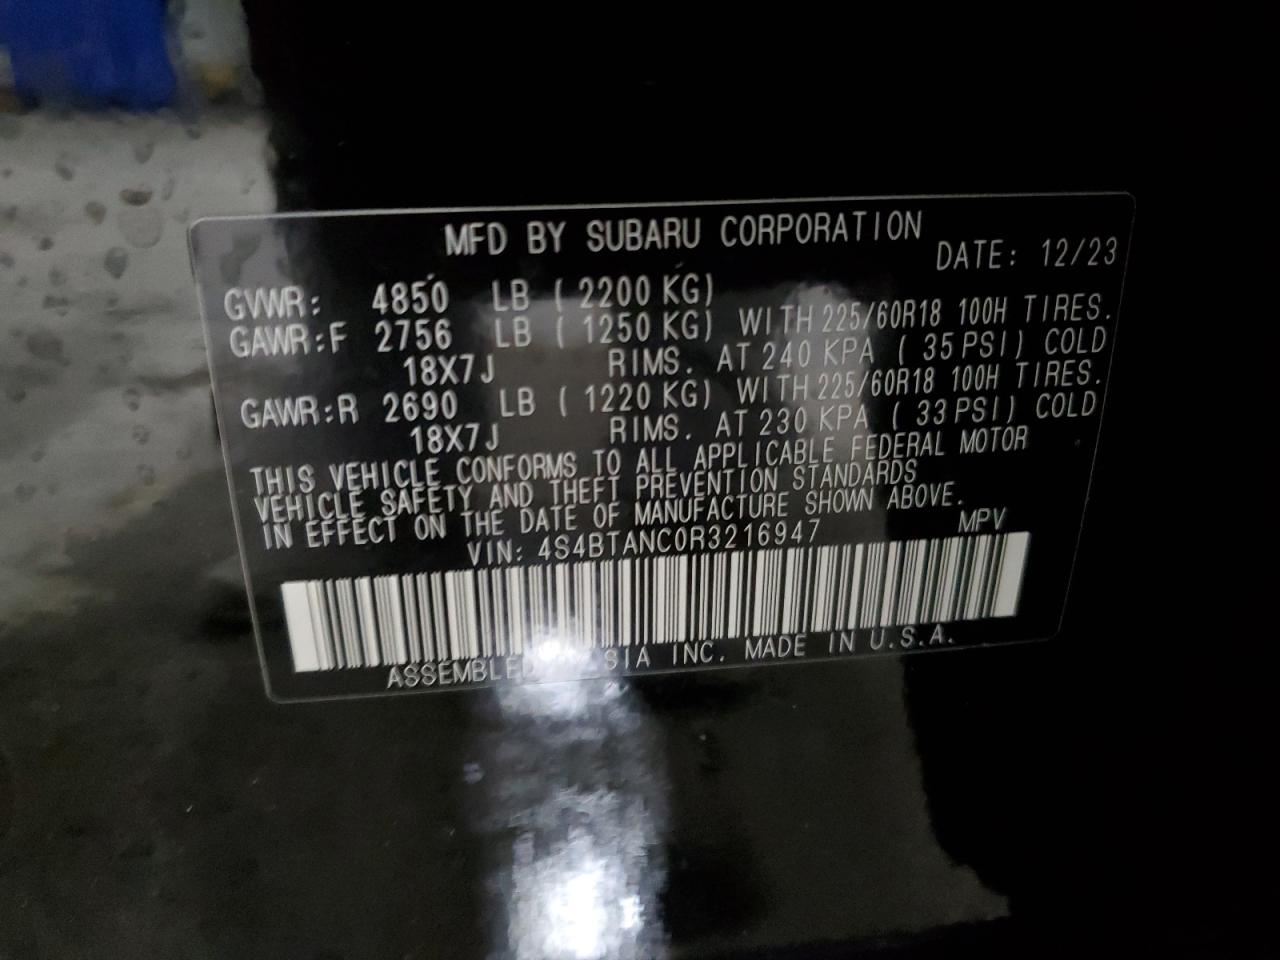 MFD BY SUBARU CORPORATION
DATE: 12/23
GVWR: 4850 LB ( 2200 KG)
GAWR:F 2756 LB ( 1250 KG) WITH 225/60R18 100H TIRES.
18X7J RIMS. AT 240 KPA ( 35 PSI) COLD
GAWR:R 2690 LB ( 1220 KG) WITH 225/60R18 100H TIRES.
18X7J RIMS. AT 230 KPA ( 33 PSI) COLD
THIS VEHICLE CONFORMS TO ALL APPLICABLE FEDERAL MOTOR
VEHICLE SAFETY AND THEFT PREVENTION STANDARDS
IN EFFECT ON THE DATE OF MANUFACTURE SHOWN ABOVE.
VIN: 4S4BTANC0R3216947 MPV
ASSEMBLED SIA INC. MADE IN U.S.A.